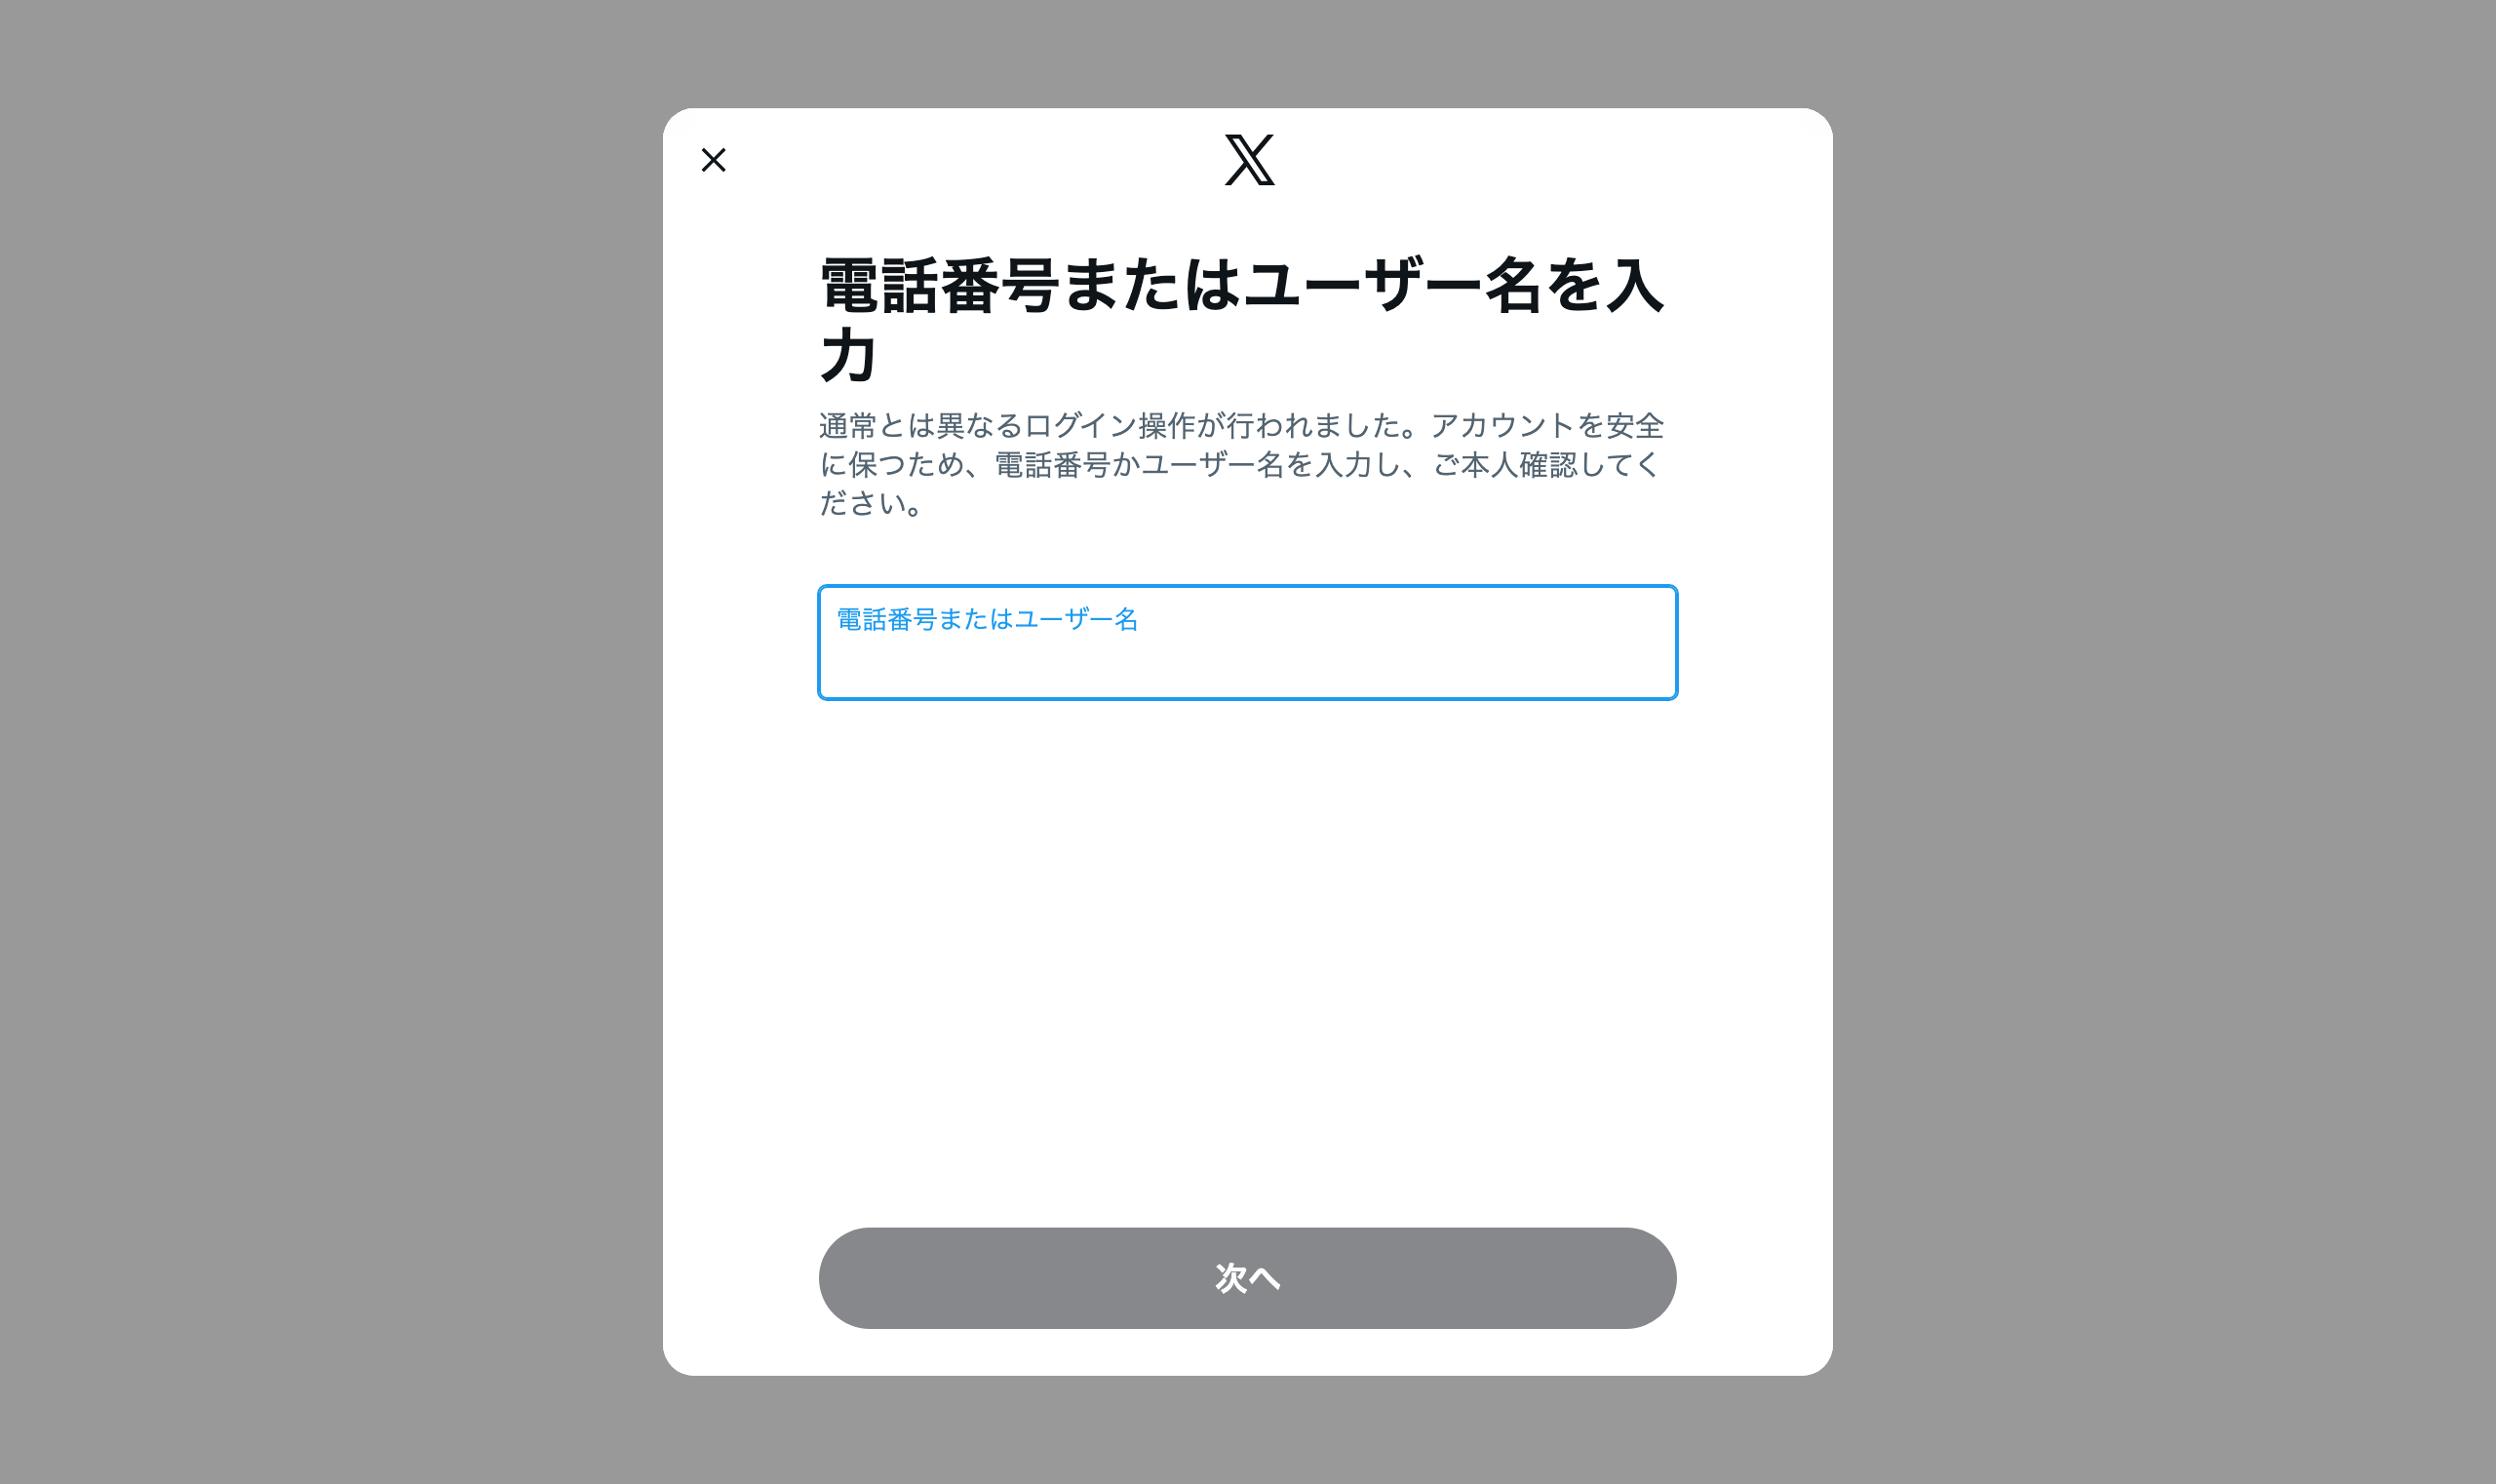 電話番号またはユーザー名を入
力
通常とは異なるログイン操作が行われました。アカウントを安全
に保つため、電話番号かユーザー名を入力し、ご本人確認してく
ださい。
電話番号またはユーザー名
次へ